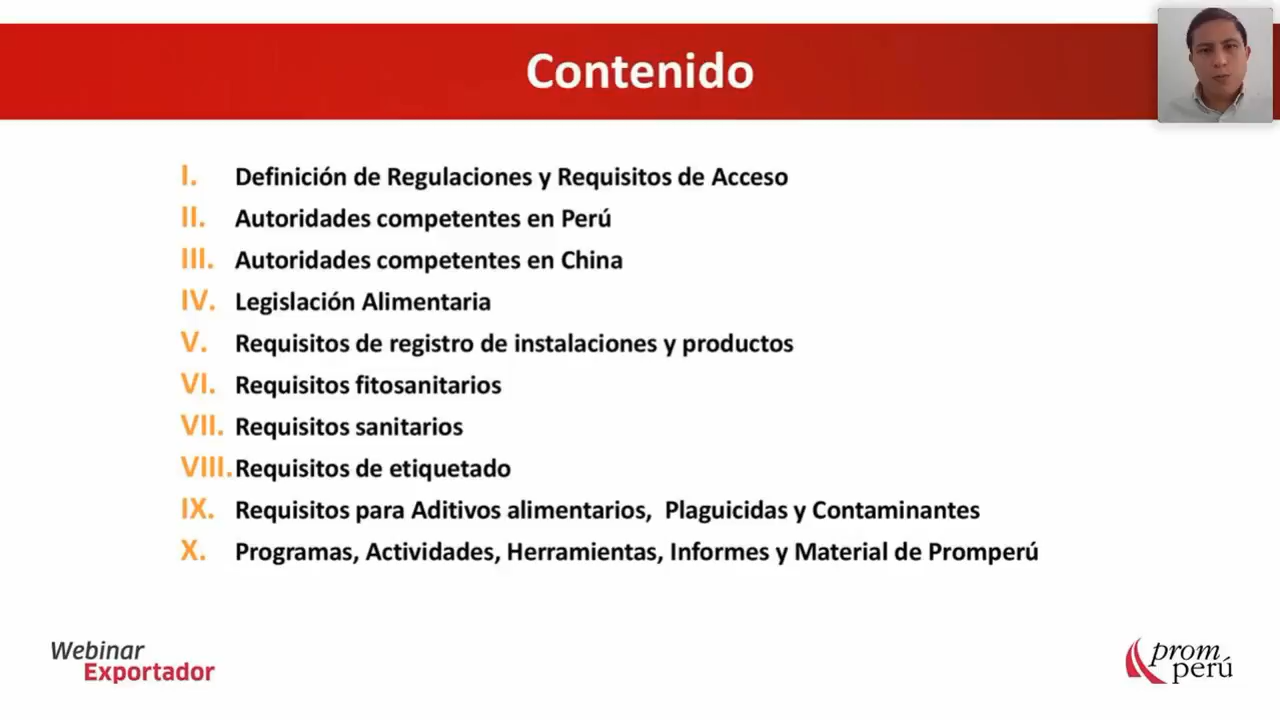 Contenido
I. Definición de Regulaciones y Requisitos de Acceso
II. Autoridades competentes en Perú
III. Autoridades competentes en China
IV. Legislación Alimentaria
V. Requisitos de registro de instalaciones y productos
VI. Requisitos fitosanitarios
VII. Requisitos sanitarios
VIII. Requisitos de etiquetado
IX. Requisitos para Aditivos alimentarios, Plaguicidas y Contaminantes
X. Programas, Actividades, Herramientas, Informes y Material de Promperú
Webinar
Exportador
prom
perú